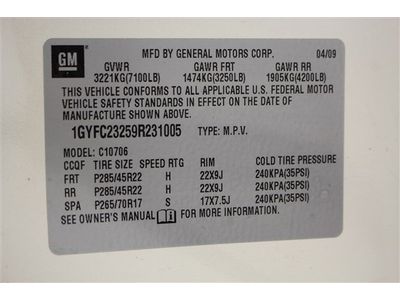 GM
MFD BY GENERAL MOTORS CORP. 04/09
GVWR GAWR FRT GAWR RR
3221KG(7100LB) 1474KG(3250LB) 1905KG(4200LB)
THIS VEHICLE CONFORMS TO ALL APPLICABLE
U.S. FEDERAL MOTOR
VEHICLE SAFETY STANDARDS IN EFFECT ON THE DATE OF
MANUFACTURE SHOWN ABOVE.
1GYFC23259R231005 TYPE: M.P.V.
MODEL: C10706
CCQF TIRE SIZE SPEED RTG RIM COLD TIRE PRESSURE
FRT P285/45R22 H 22X9J 240KPA(35PSI)
RR P285/45R22 H 22X9J 240KPA(35PSI)
SPA P265/70R17 S 17X7.5J 240KPA(35PSI)
SEE OWNER'S MANUAL FOR MORE INFORMATION.